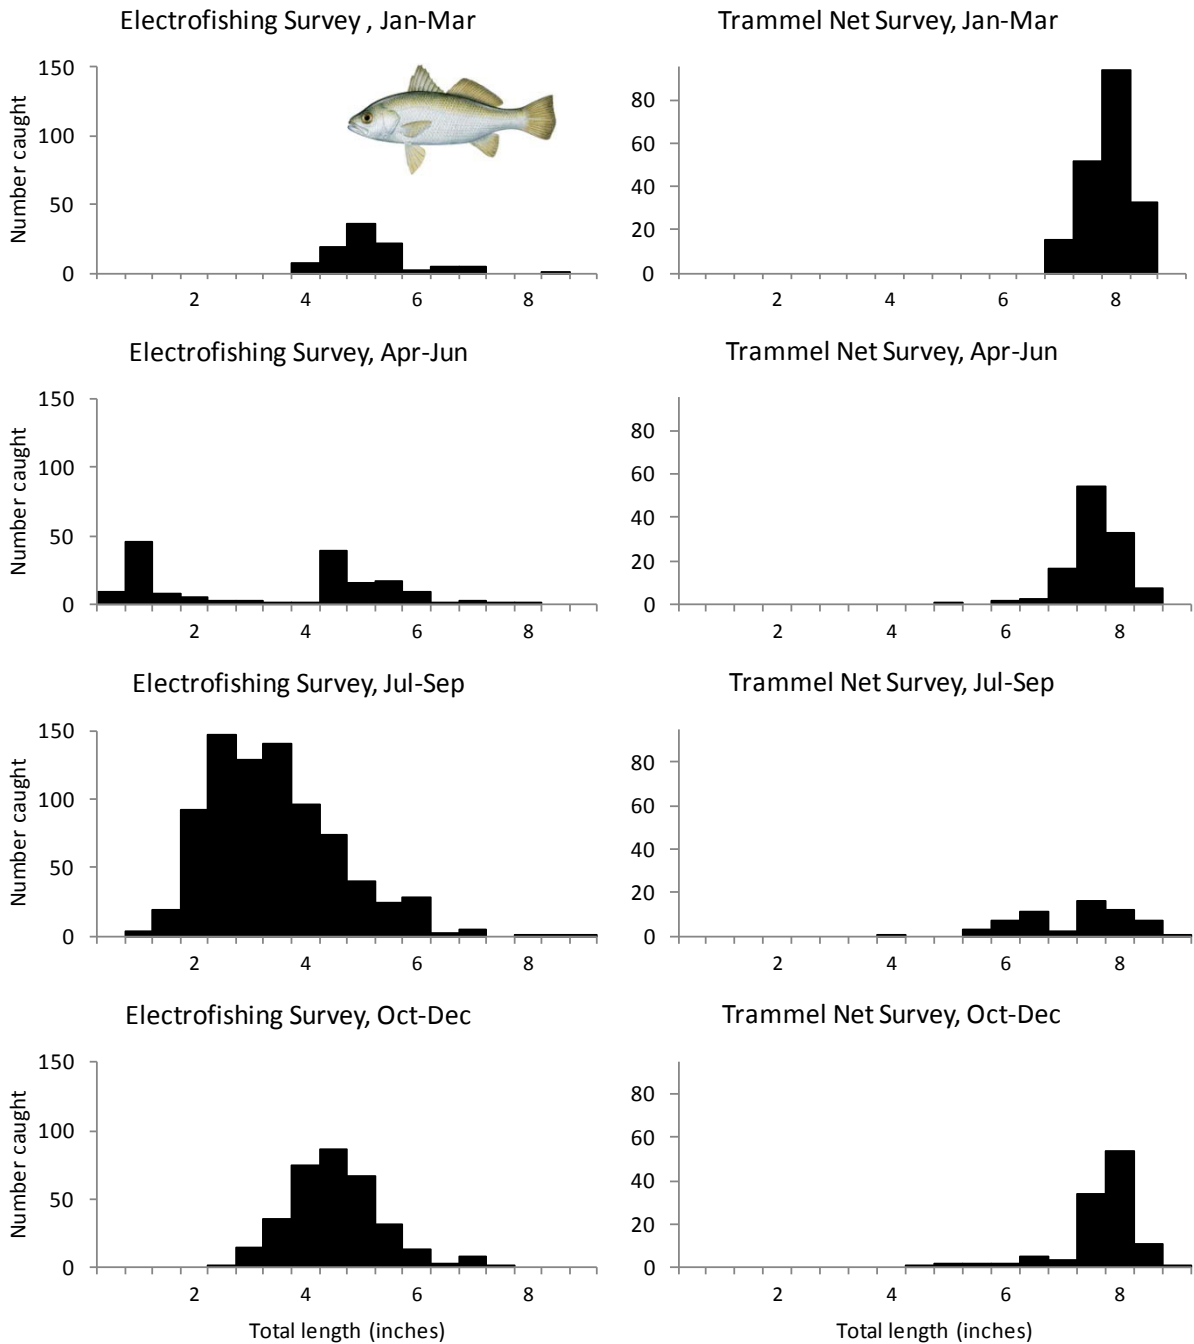 Electrofishing Survey , Jan-Mar
Number caught
150
100
50
0
2 4 6 8
Trammel Net Survey, Jan-Mar
80
60
40
20
0
2 4 6 8
Electrofishing Survey, Apr-Jun
Number caught
150
100
50
0
2 4 6 8
Trammel Net Survey, Apr-Jun
80
60
40
20
0
2 4 6 8
Electrofishing Survey, Jul-Sep
Number caught
150
100
50
0
2 4 6 8
Trammel Net Survey, Jul-Sep
80
60
40
20
0
2 4 6 8
Electrofishing Survey, Oct-Dec
Number caught
150
100
50
0
2 4 6 8
Total length (inches)
Trammel Net Survey, Oct-Dec
80
60
40
20
0
2 4 6 8
Total length (inches)